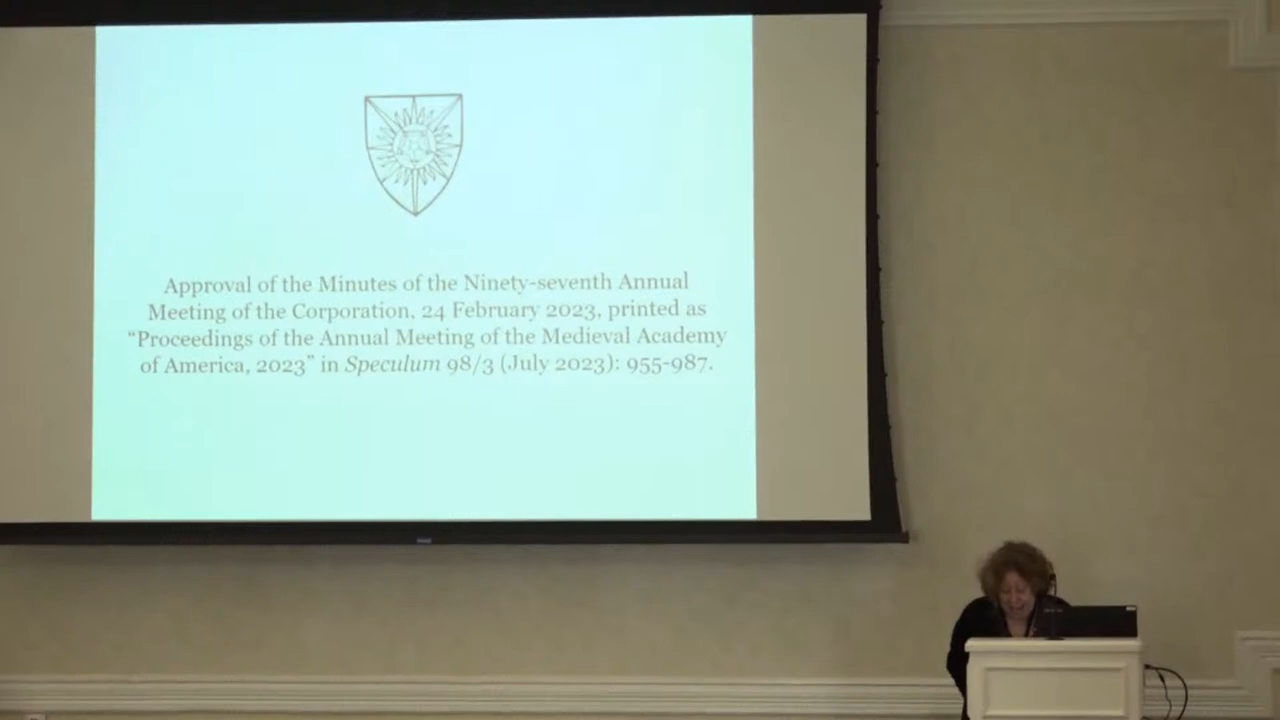 Approval of the Minutes of the Ninety-seventh Annual
Meeting of the Corporation, 24 February 2023, printed as
“Proceedings of the Annual Meeting of the Medieval Academy
of America, 2023” in Speculum 98/3 (July 2023): 955-987.